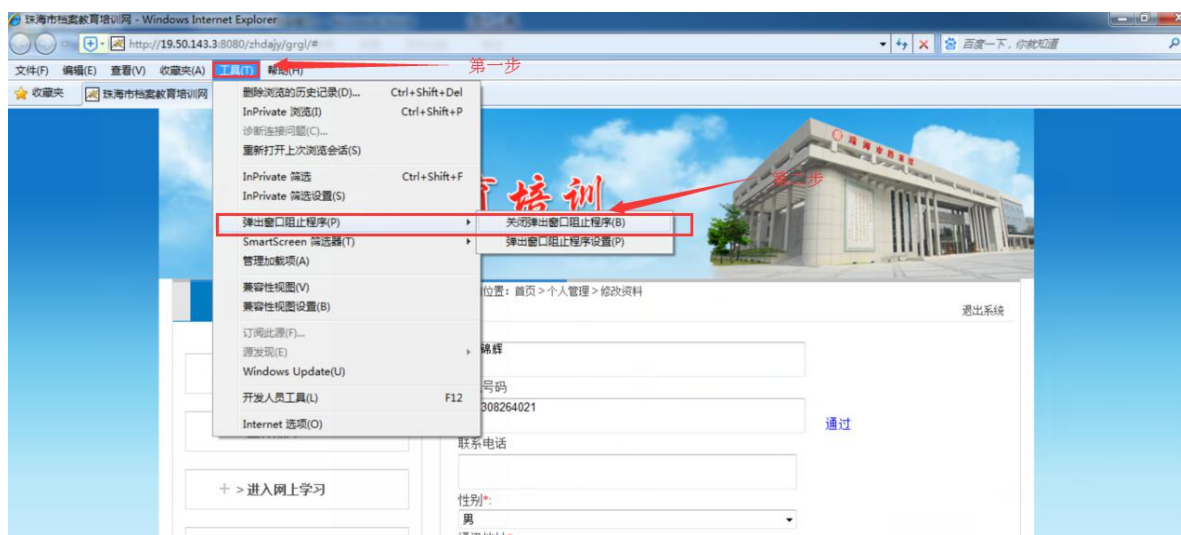 珠海市档案教育培训网 - Windows Internet Explorer
http://19.50.143.3:8080/zhdajy/grgl/#
百度一下，你就知道
文件(F) 编辑(E) 查看(V) 收藏夹(A) 工具(T) 帮助(H)
第一步
收藏夹 珠海市档案教育培训网
删除浏览的历史记录(D)... Ctrl+Shift+Del
InPrivate 浏览(I) Ctrl+Shift+P
诊断连接问题(C)...
重新打开上次浏览会话(S)
InPrivate 筛选 Ctrl+Shift+F
InPrivate 筛选设置(S)
育培训
珠海市档案馆
第二步
弹出窗口阻止程序(P)
关闭弹出窗口阻止程序(B)
SmartScreen 筛选器(T)
弹出窗口阻止程序设置(P)
管理加载项(A)
兼容性视图(V)
位置：首页>个人管理>修改资料
兼容性视图设置(B)
退出系统
订阅此源(F)...
源发现(E)
锦辉
Windows Update(U)
号码
开发人员工具(L) F12
308264021
Internet 选项(O)
通过
联系电话
+ > 进入网上学习
性别*:
男